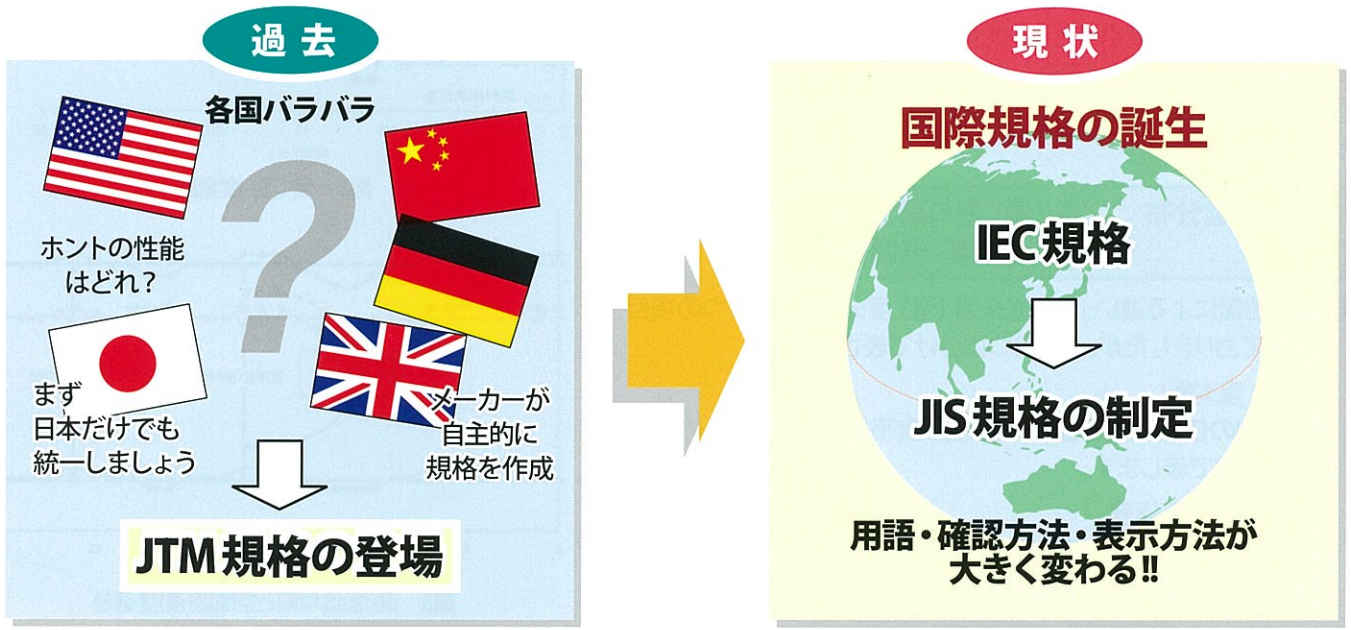 過去
各国バラバラ
?
ホントの性能
はどれ?
まず
日本だけでも
統一しましょう
メーカーが
自主的に
規格を作成
JTM規格の登場
現状
国際規格の誕生
IEC規格
JIS規格の制定
用語・確認方法・表示方法が
大きく変わる!!